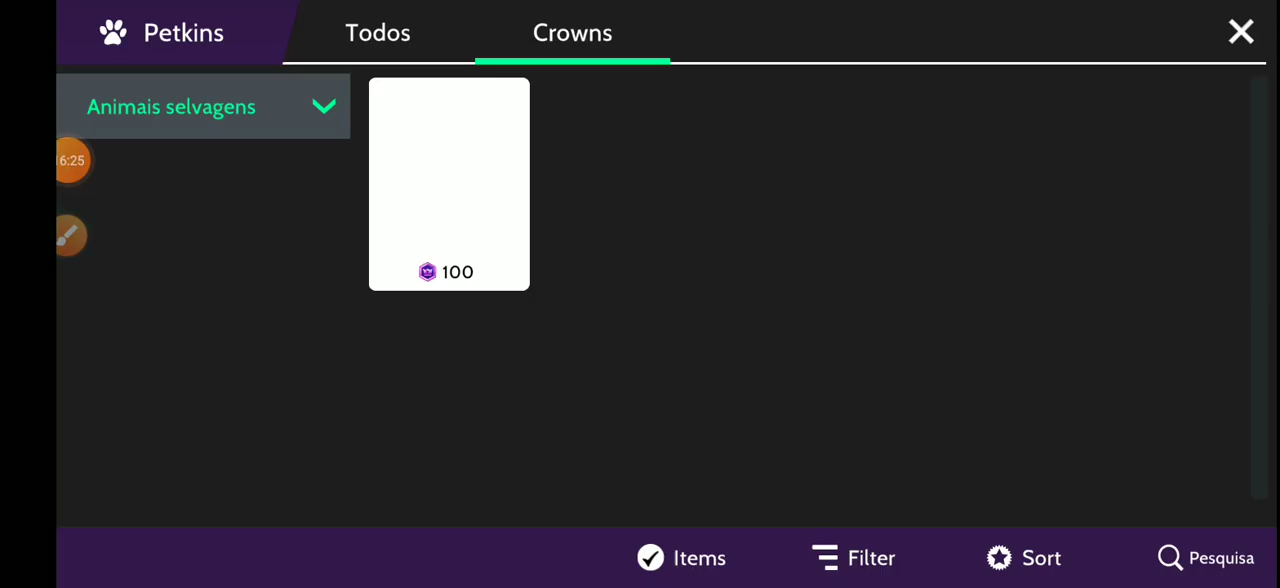 Petkins
Todos
Crowns
Animais selvagens
6:25
100
Items
Filter
Sort
Pesquisa